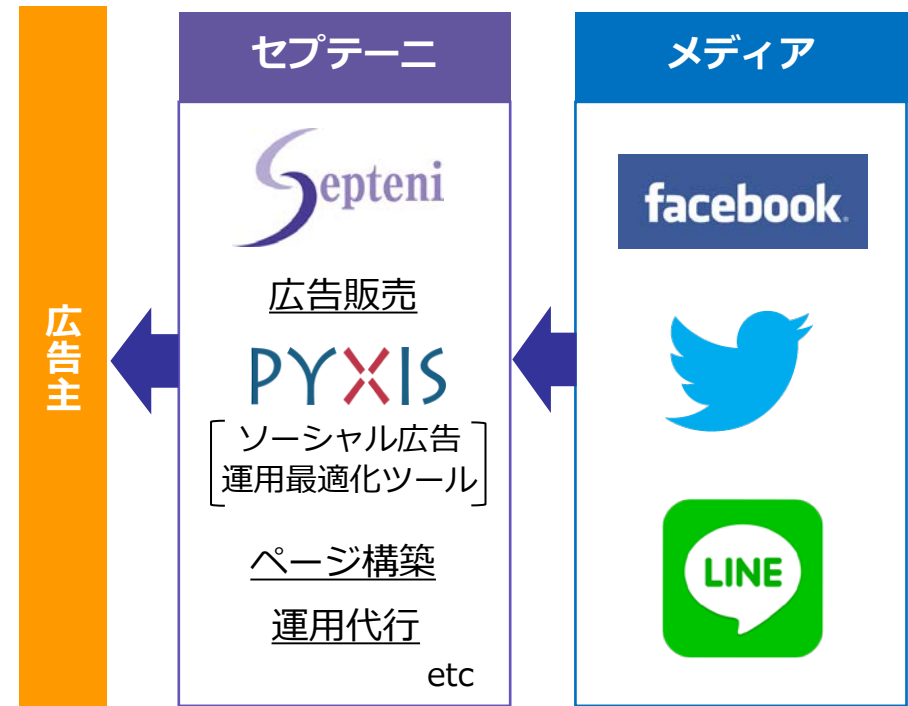 広告主
セプテーニ
Septeni
広告販売
PYXIS
ソーシャル広告
運用最適化ツール
ページ構築
運用代行
etc
メディア
facebook
LINE